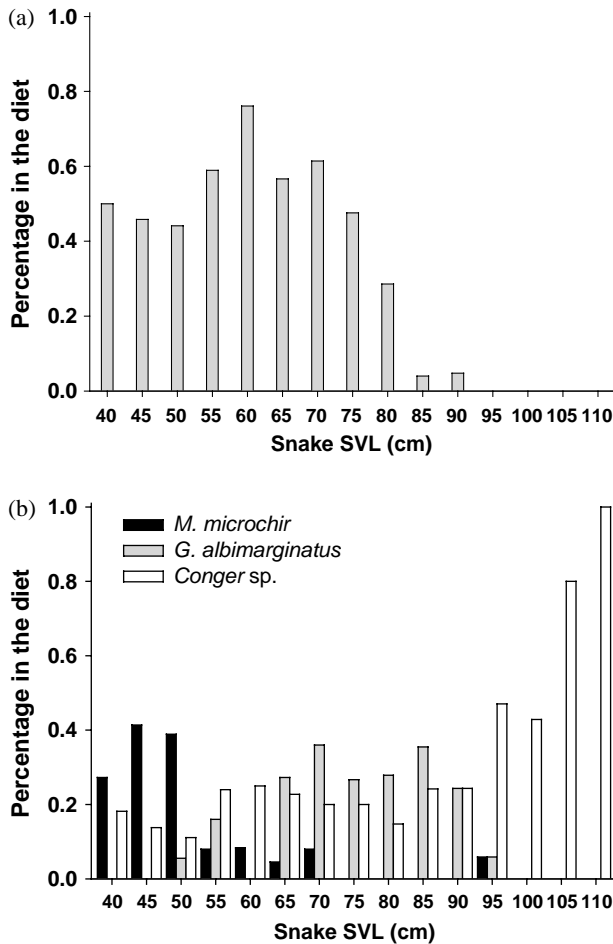 (a)
1.0
0.8
0.6
0.4
0.2
0.0
Percentage in the diet
40 45 50 55 60 65 70 75 80 85 90 95 100 105 110
Snake SVL (cm)
(b)
1.0
0.8
0.6
0.4
0.2
0.0
Percentage in the diet
M. microchir
G. albimarginatus
Conger sp.
40 45 50 55 60 65 70 75 80 85 90 95 100 105 110
Snake SVL (cm)